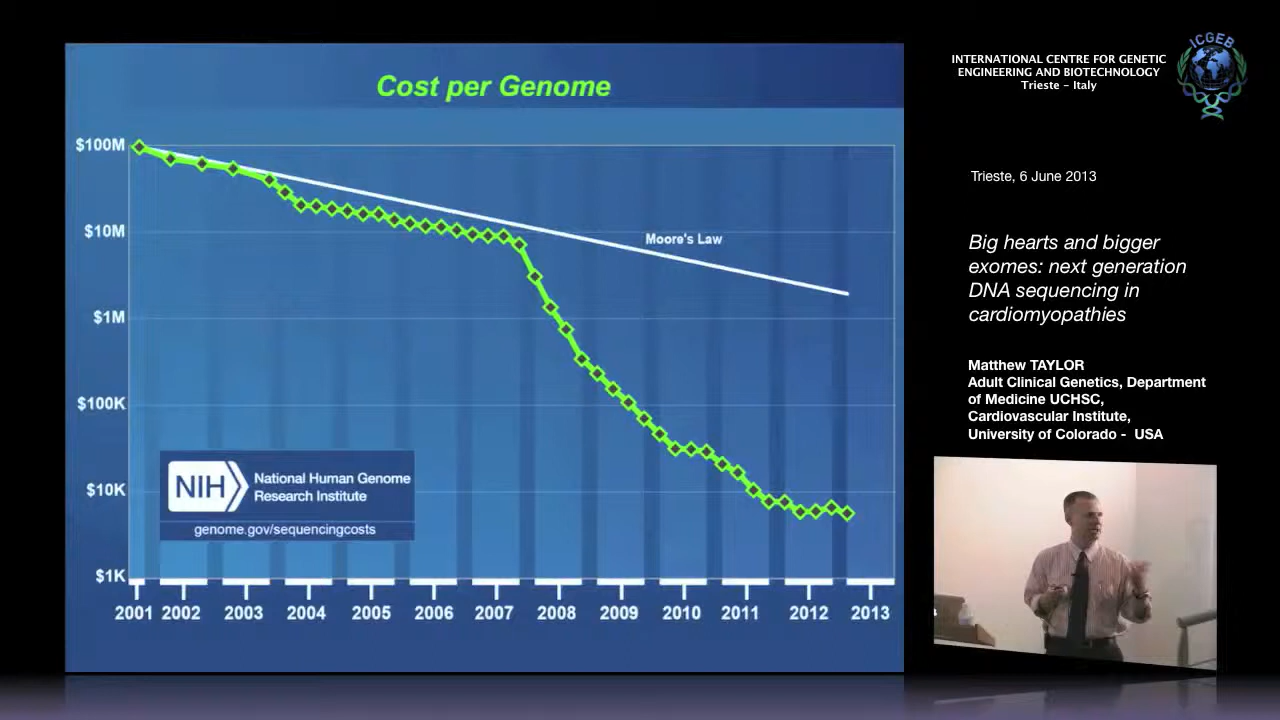 Cost per Genome
$100M
$10M
$1M
$100K
$10K
$1K
Moore's Law
NIH
National Human Genome
Research Institute
genome.gov/sequencingcosts
2001 2002 2003 2004 2005 2006 2007 2008 2009 2010 2011 2012 2013
INTERNATIONAL CENTRE FOR GENETIC
ENGINEERING AND BIOTECHNOLOGY
Trieste - Italy
ICGEB
Trieste, 6 June 2013
Big hearts and bigger
exomes: next generation
DNA sequencing in
cardiomyopathies
Matthew TAYLOR
Adult Clinical Genetics, Department
of Medicine UCHSC,
Cardiovascular Institute,
University of Colorado - USA